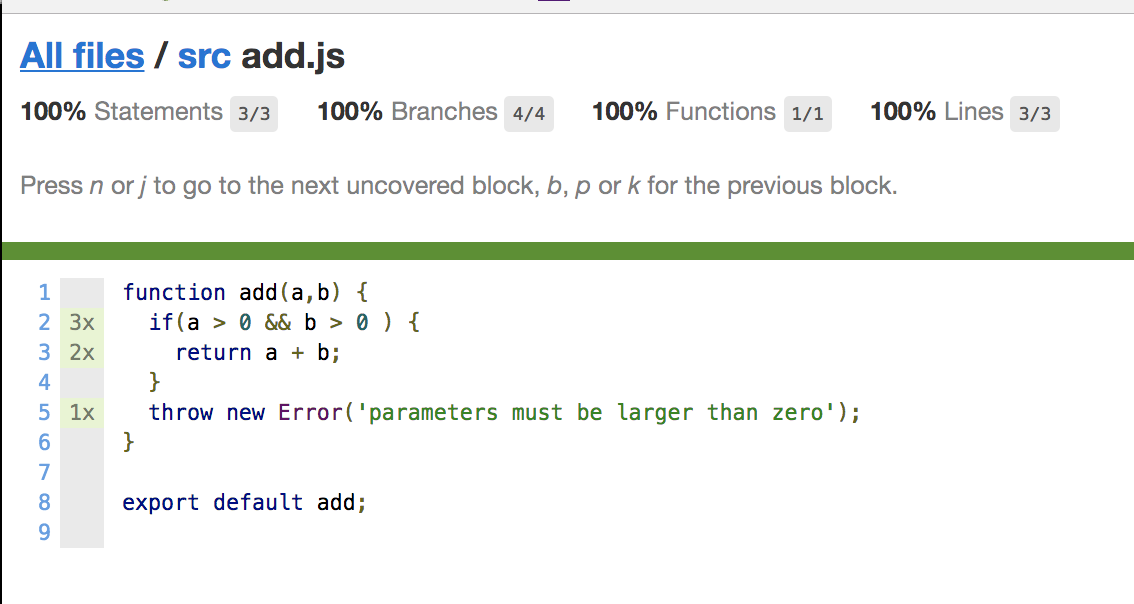 All files / src add.js
100% Statements 3/3 100% Branches 4/4 100% Functions 1/1 100% Lines 3/3
Press n or j to go to the next uncovered block, b, p or k for the previous block.
1 function add(a,b) {
2 3x if(a > 0 && b > 0 ) {
3 2x return a + b;
4 }
5 1x throw new Error('parameters must be larger than zero');
6 }
7
8 export default add;
9